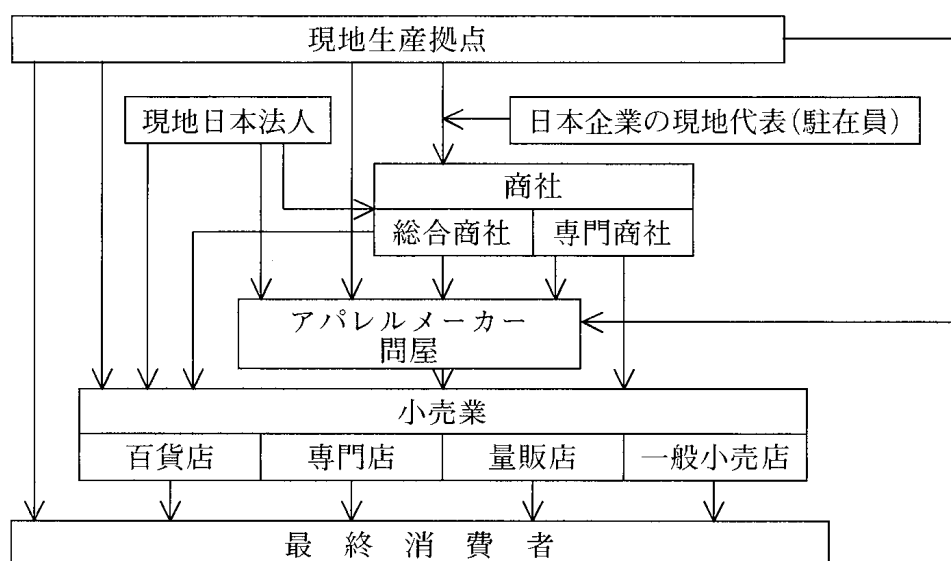 現地生産拠点
現地日本法人
日本企業の現地代表(駐在員)
商社
総合商社
専門商社
アパレルメーカー
問屋
小売業
百貨店
専門店
量販店
一般小売店
最終消費者